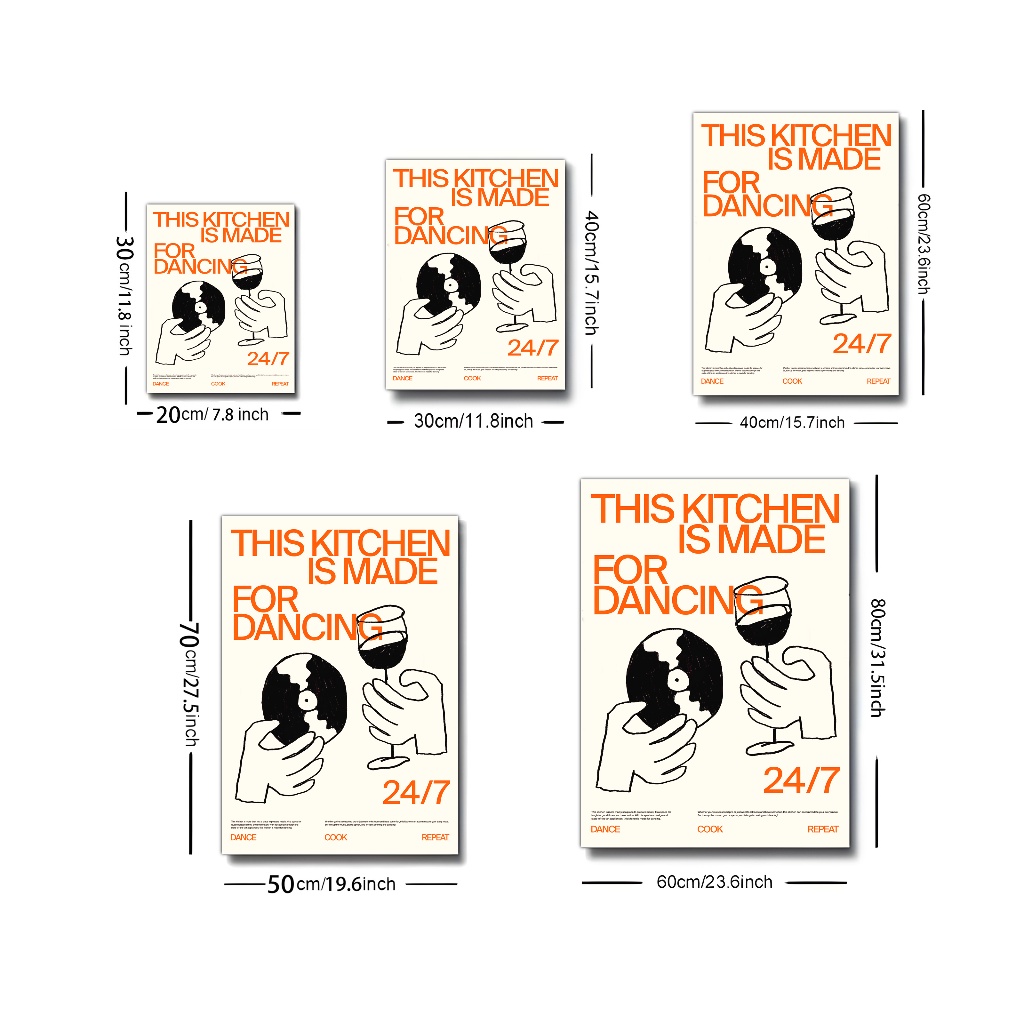 THIS KITCHEN
IS MADE
FOR
DANCING
24/7
DANCE COOK REPEAT
30cm/11.8 inch
20cm/ 7.8 inch
THIS KITCHEN
IS MADE
FOR
DANCING
24/7
DANCE COOK REPEAT
40cm/15.7inch
30cm/11.8inch
THIS KITCHEN
IS MADE
FOR
DANCING
24/7
DANCE COOK REPEAT
60cm/23.6inch
40cm/15.7inch
THIS KITCHEN
IS MADE
FOR
DANCING
24/7
DANCE COOK REPEAT
70cm/27.5inch
50cm/19.6inch
THIS KITCHEN
IS MADE
FOR
DANCING
24/7
DANCE COOK REPEAT
80cm/31.5inch
60cm/23.6inch